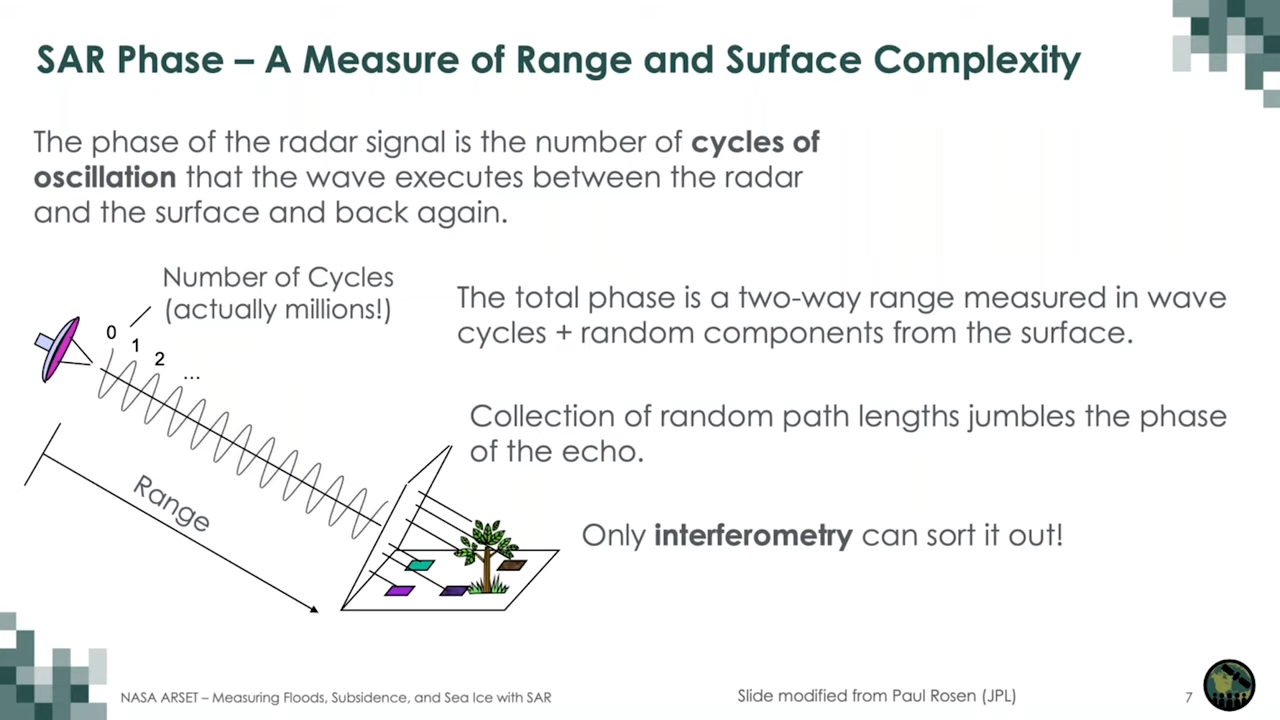 SAR Phase – A Measure of Range and Surface Complexity
The phase of the radar signal is the number of cycles of
oscillation that the wave executes between the radar
and the surface and back again.
Number of Cycles
(actually millions!)
0
1
2
...
The total phase is a two-way range measured in wave
cycles + random components from the surface.
Collection of random path lengths jumbles the phase
of the echo.
Range
Only interferometry can sort it out!
NASA ARSET – Measuring Floods, Subsidence, and Sea Ice with SAR
Slide modified from Paul Rosen (JPL)
7